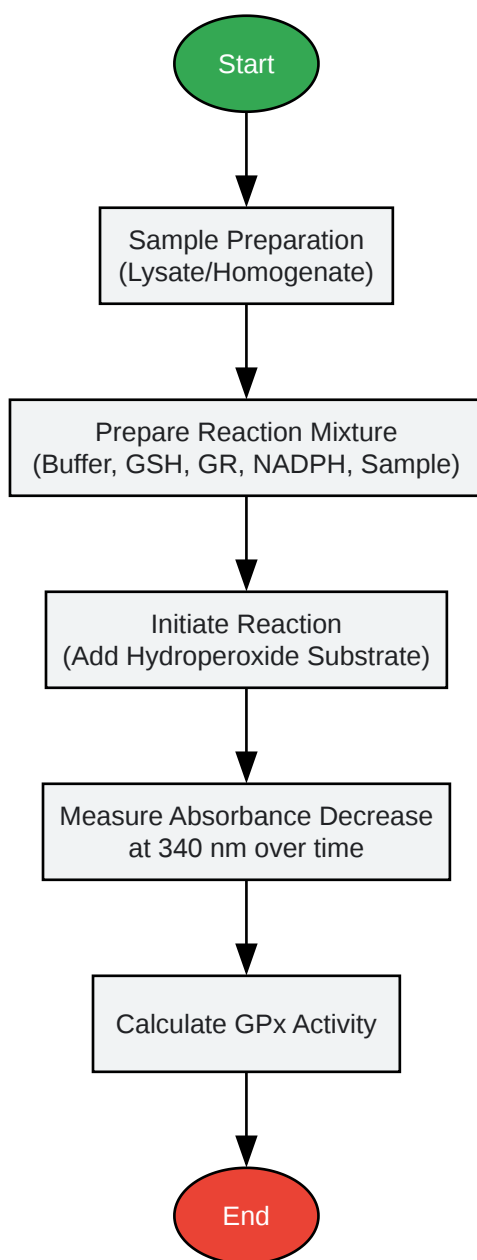 Start
Sample Preparation
(Lysate/Homogenate)
Prepare Reaction Mixture
(Buffer, GSH, GR, NADPH, Sample)
Initiate Reaction
(Add Hydroperoxide Substrate)
Measure Absorbance Decrease
at 340 nm over time
Calculate GPx Activity
End